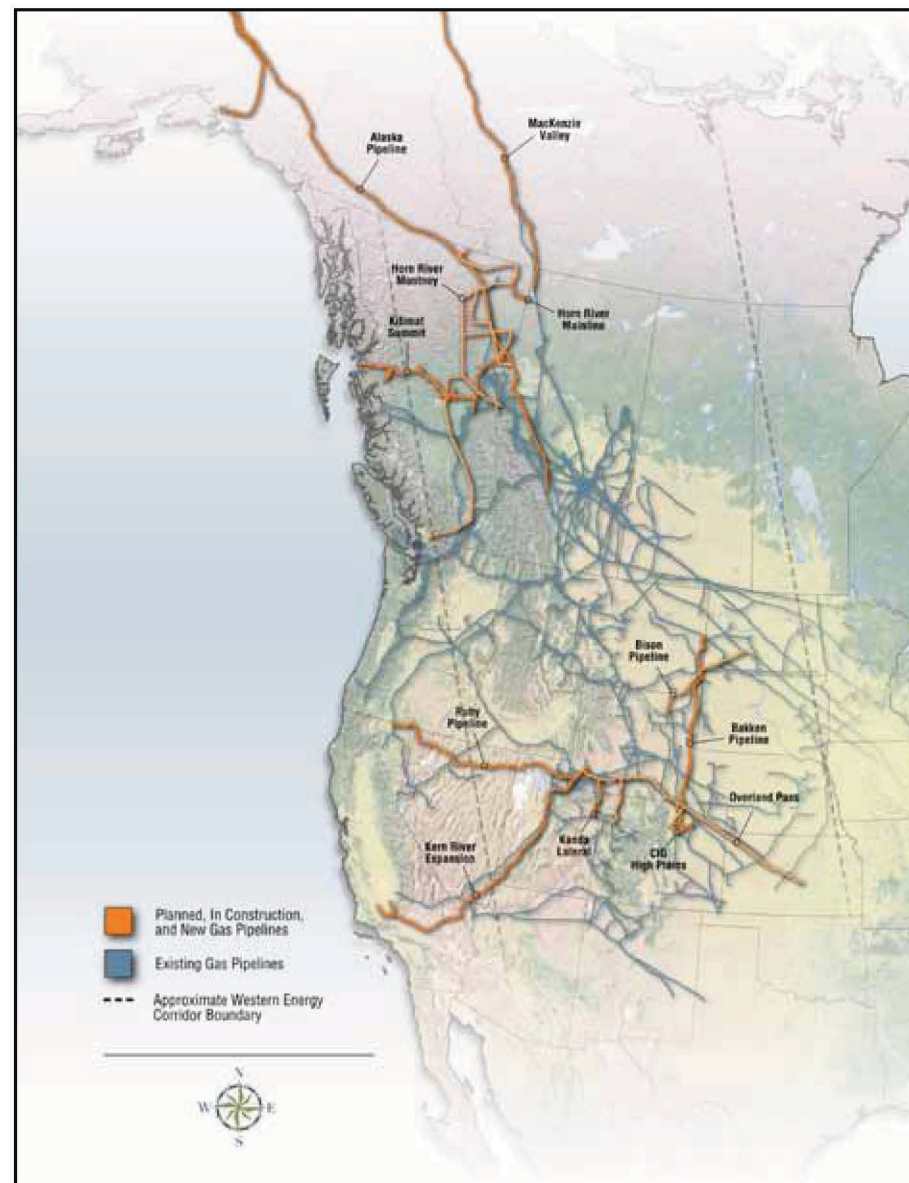 Alaska
Pipeline
MacKenzie
Valley
Horn River
Montney
Horn River
Mainline
Kitimat
Summit
Bison
Pipeline
Ruby
Pipeline
Bakken
Pipeline
Overland Pass
Kern River
Expansion
Kanda
Lateral
CIG
High Plains
Planned, In Construction,
and New Gas Pipelines
Existing Gas Pipelines
Approximate Western Energy
Corridor Boundary
N
W
E
S